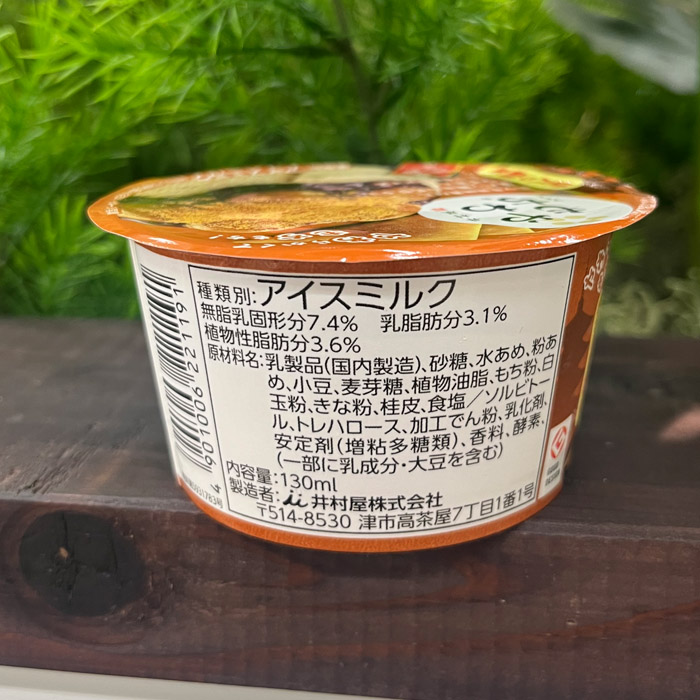 種類別:アイスミルク
無脂乳固形分7.4% 乳脂肪分3.1%
植物性脂肪分3.6%
原材料名:乳製品(国内製造)、砂糖、水あめ、粉あ
め、小豆、麦芽糖、植物油脂、もち粉、白
玉粉、きな粉、桂皮、食塩/ソルビトー
ル、トレハロース、加工でん粉、乳化剤、
安定剤(増粘多糖類)、香料、酵素、
(一部に乳成分・大豆を含む)
内容量:130ml
製造者:井村屋株式会社
〒514-8530 津市高茶屋7丁目1番1号
901006 221191